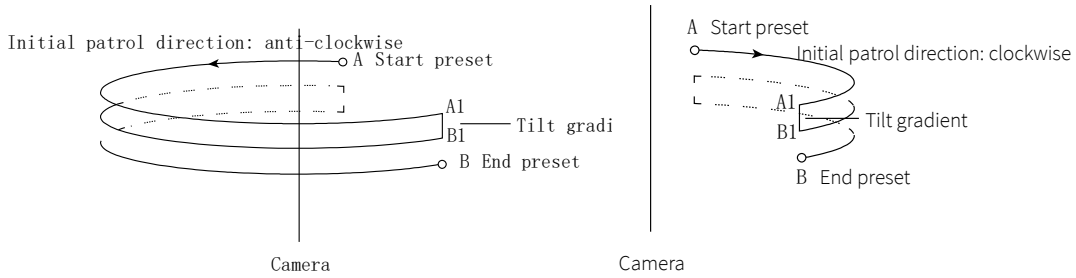 Initial patrol direction: anti-clockwise
A Start preset
A1
B1
Tilt gradi
B End preset
Camera
A Start preset
Initial patrol direction: clockwise
A1
B1
Tilt gradient
B End preset
Camera